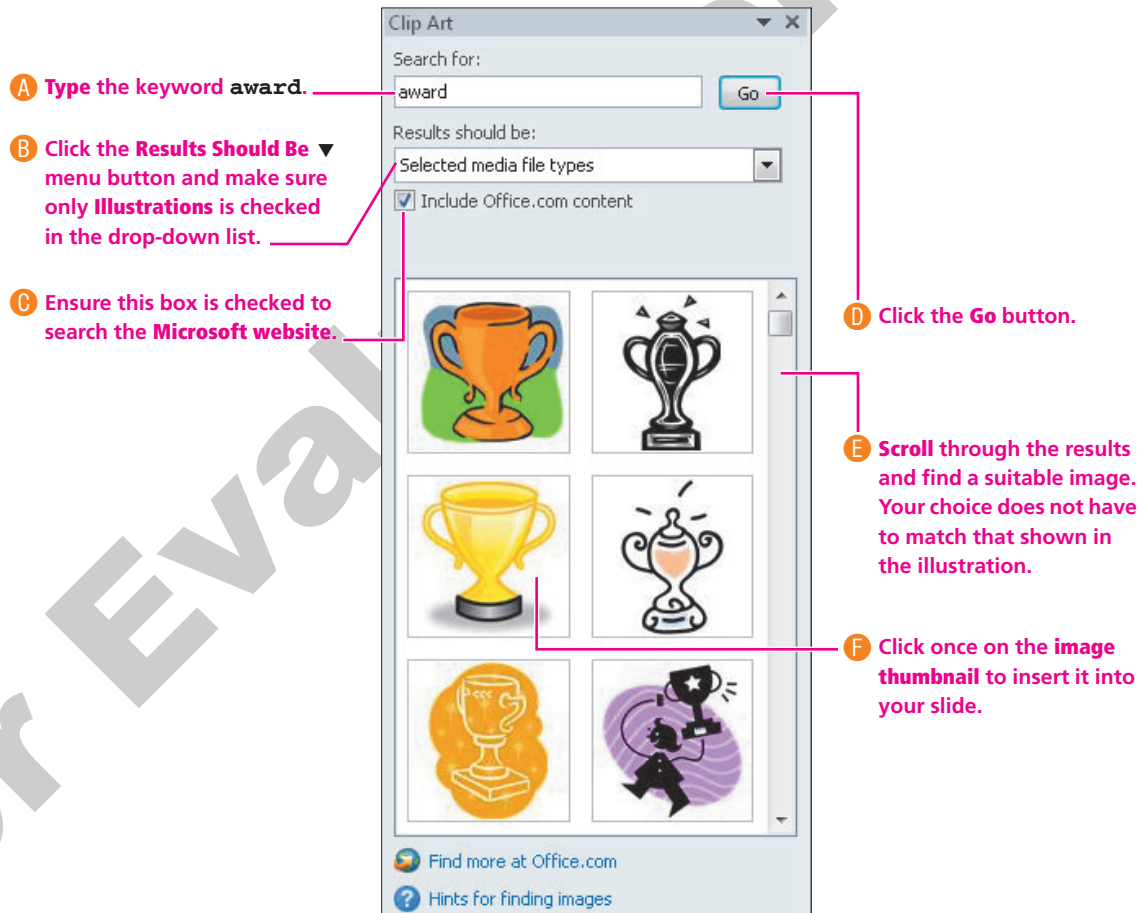 Clip Art
Search for:
award
Go
Results should be:
Selected media file types
Include Office.com content
Find more at Office.com
Hints for finding images
A Type the keyword award.
B Click the Results Should Be ▼
menu button and make sure
only Illustrations is checked
in the drop-down list.
C Ensure this box is checked to
search the Microsoft website.
D Click the Go button.
E Scroll through the results
and find a suitable image.
Your choice does not have
to match that shown in
the illustration.
F Click once on the image
thumbnail to insert it into
your slide.